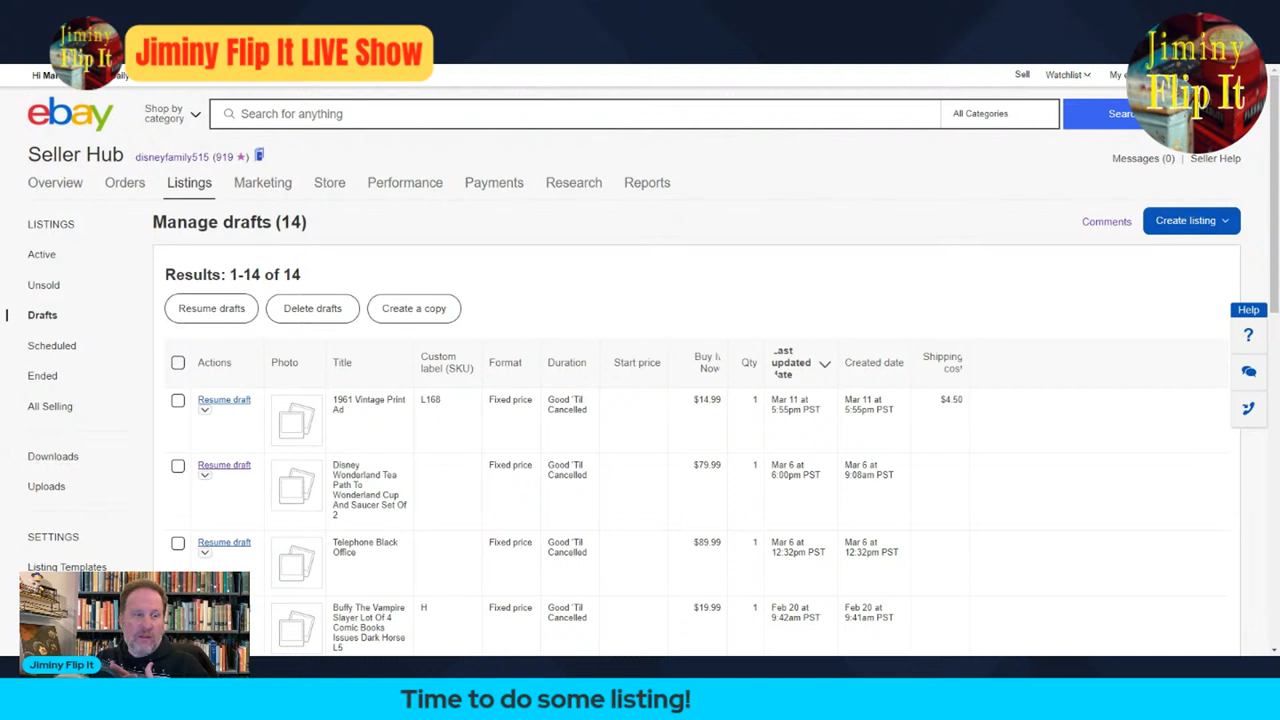 Jiminy Flip It
Jiminy Flip It LIVE Show
Jiminy Flip It
Sell Watchlist
ebay Shop by category Search for anything All Categories
Seller Hub disneyfamily515 (919 ★) Messages (0) | Seller Help
Overview Orders Listings Marketing Store Performance Payments Research Reports
LISTINGS
Active
Unsold
Drafts
Scheduled
Ended
All Selling
Downloads
Uploads
SETTINGS
Listing Templates
Manage drafts (14) Comments Create listing
Results: 1-14 of 14
Resume drafts Delete drafts Create a copy
Help
?
Actions Photo Title Custom label (SKU) Format Duration Start price Buy It Now Qty Last updated date Created date Shipping cost
Resume draft 1961 Vintage Print Ad L168 Fixed price Good 'Til Cancelled $14.99 1 Mar 11 at 5:55pm PST Mar 11 at 5:55pm PST $4.50
Resume draft Disney Wonderland Tea Path To Wonderland Cup And Saucer Set Of 2 Fixed price Good 'Til Cancelled $79.99 1 Mar 6 at 6:00pm PST Mar 6 at 9:08am PST
Resume draft Telephone Black Office Fixed price Good 'Til Cancelled $89.99 1 Mar 6 at 12:32pm PST Mar 6 at 12:32pm PST
Buffy The Vampire Slayer Lot Of 4 Comic Books Issues Dark Horse L5 H Fixed price Good 'Til Cancelled $19.99 1 Feb 20 at 9:42am PST Feb 20 at 9:41am PST
Jiminy Flip It
Time to do some listing!